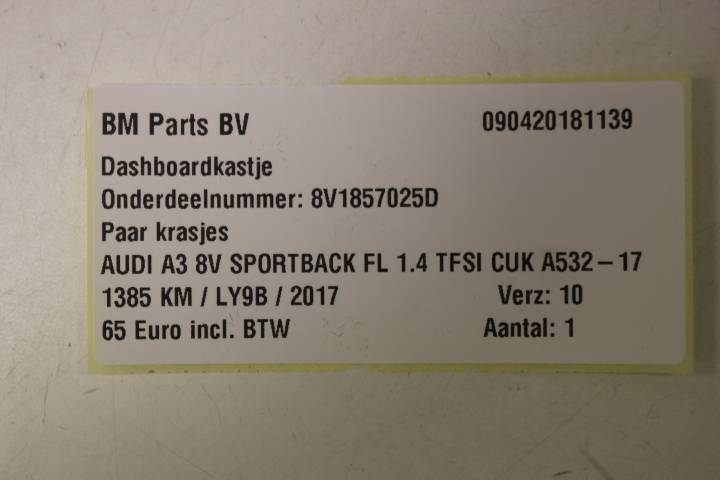 BM Parts BV 090420181139
Dashboardkastje
Onderdeelnummer: 8V1857025D
Paar krasjes
AUDI A3 8V SPORTBACK FL 1.4 TFSI CUK A532-17
1385 KM / LY9B / 2017 Verz: 10
65 Euro incl. BTW Aantal: 1